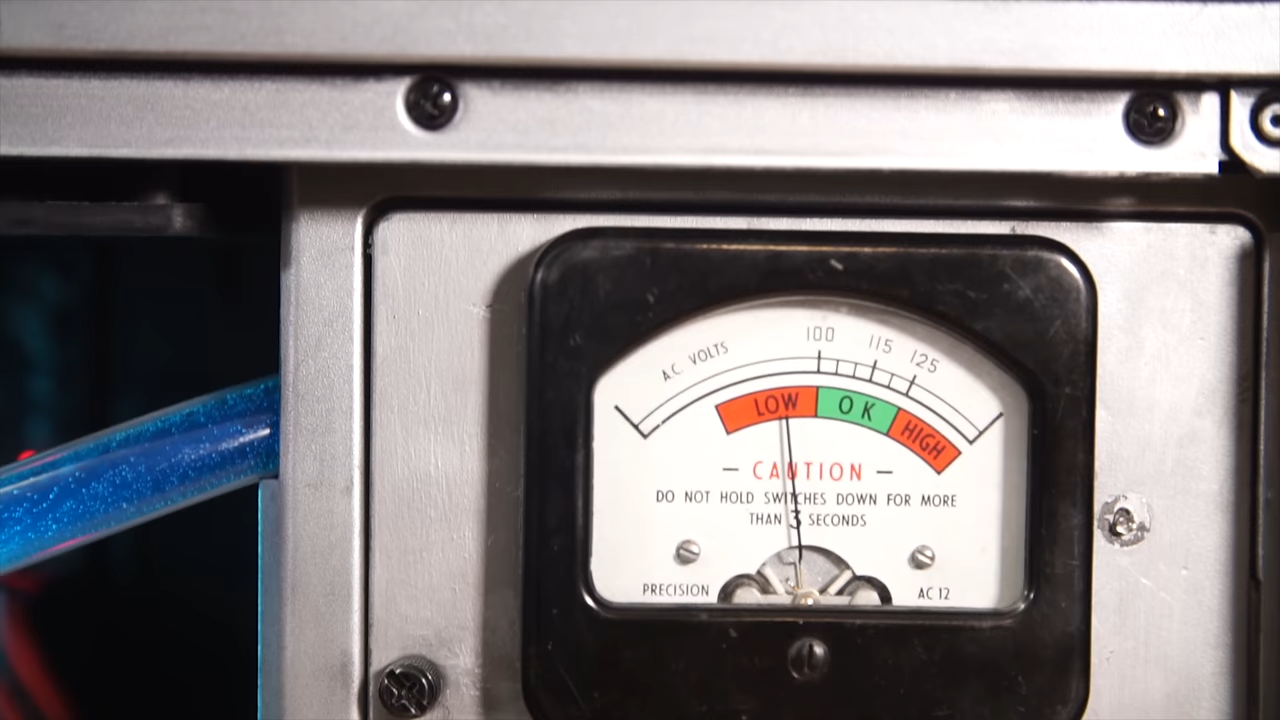 AC VOLTS
100 115 125
LOW OK HIGH
— CAUTION —
DO NOT HOLD SWITCHES DOWN FOR MORE
THAN 3 SECONDS
PRECISION AC 12